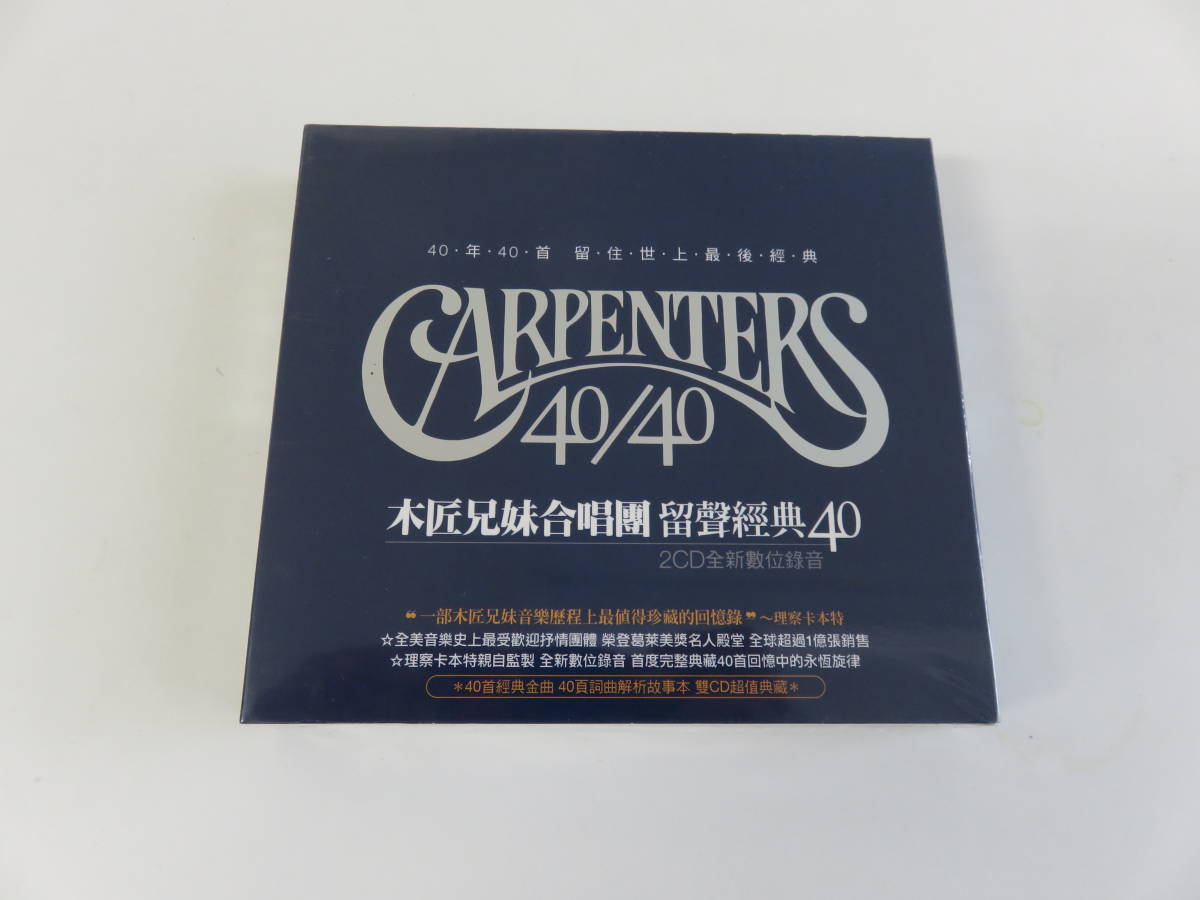 40·年·40·首 留·住·世·上·最·後·經·典
CARPENTERS
40/40
木匠兄妹合唱團 留聲經典40
2CD全新數位錄音
❝一部木匠兄妹音樂歷程上最值得珍藏的回憶錄❞～理察卡本特
☆全美音樂史上最受歡迎抒情團體 榮登葛萊美獎名人殿堂 全球超過1億張銷售
☆理察卡本特親自監製 全新數位錄音 首度完整典藏40首回憶中的永恆旋律
＊40首經典金曲 40頁詞曲解析故事本 雙CD超值典藏＊